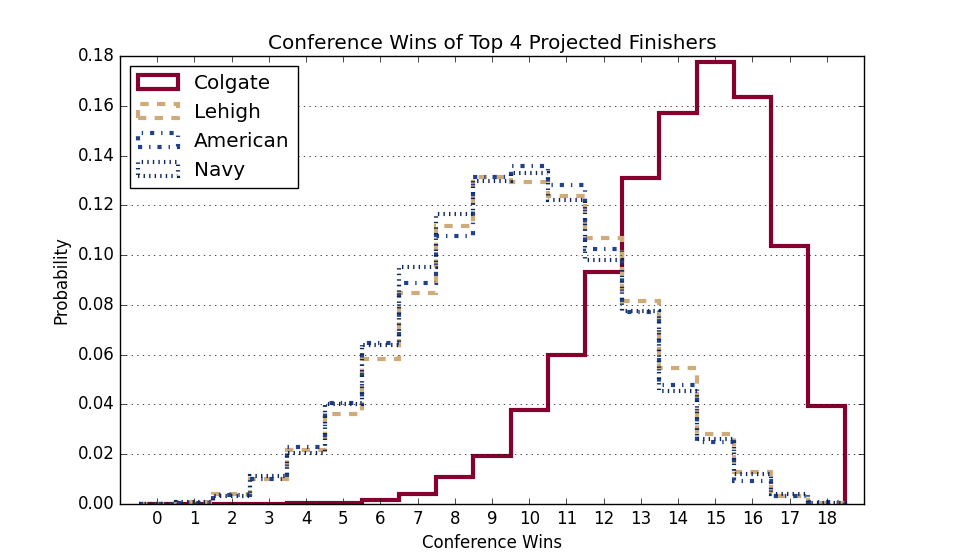 Conference Wins of Top 4 Projected Finishers
0.18
0.16
0.14
0.12
0.10
0.08
0.06
0.04
0.02
0.00
Probability
Colgate
Lehigh
American
Navy
0 1 2 3 4 5 6 7 8 9 10 11 12 13 14 15 16 17 18
Conference Wins